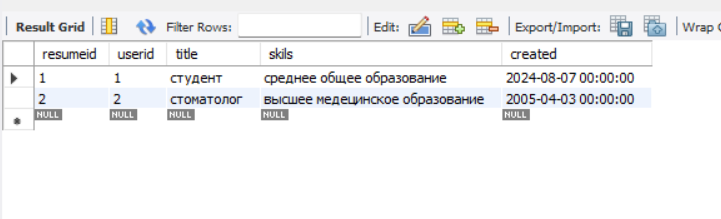 Result Grid Filter Rows: Edit: Export/Import: Wrap C
resumeid userid title skils created
1 1 студент среднее общее образование 2024-08-07 00:00:00
2 2 стоматолог высшее медецинское образование 2005-04-03 00:00:00
NULL NULL NULL NULL NULL